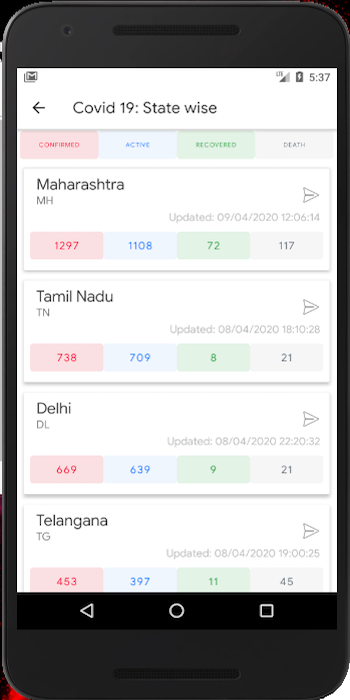 LTE 5:37
Covid 19: State wise
CONFIRMED ACTIVE RECOVERED DEATH
Maharashtra
MH
Updated: 09/04/2020 12:06:14
1297 1108 72 117
Tamil Nadu
TN
Updated: 08/04/2020 18:10:28
738 709 8 21
Delhi
DL
Updated: 08/04/2020 22:20:32
669 639 9 21
Telangana
TG
Updated: 08/04/2020 19:00:25
453 397 11 45